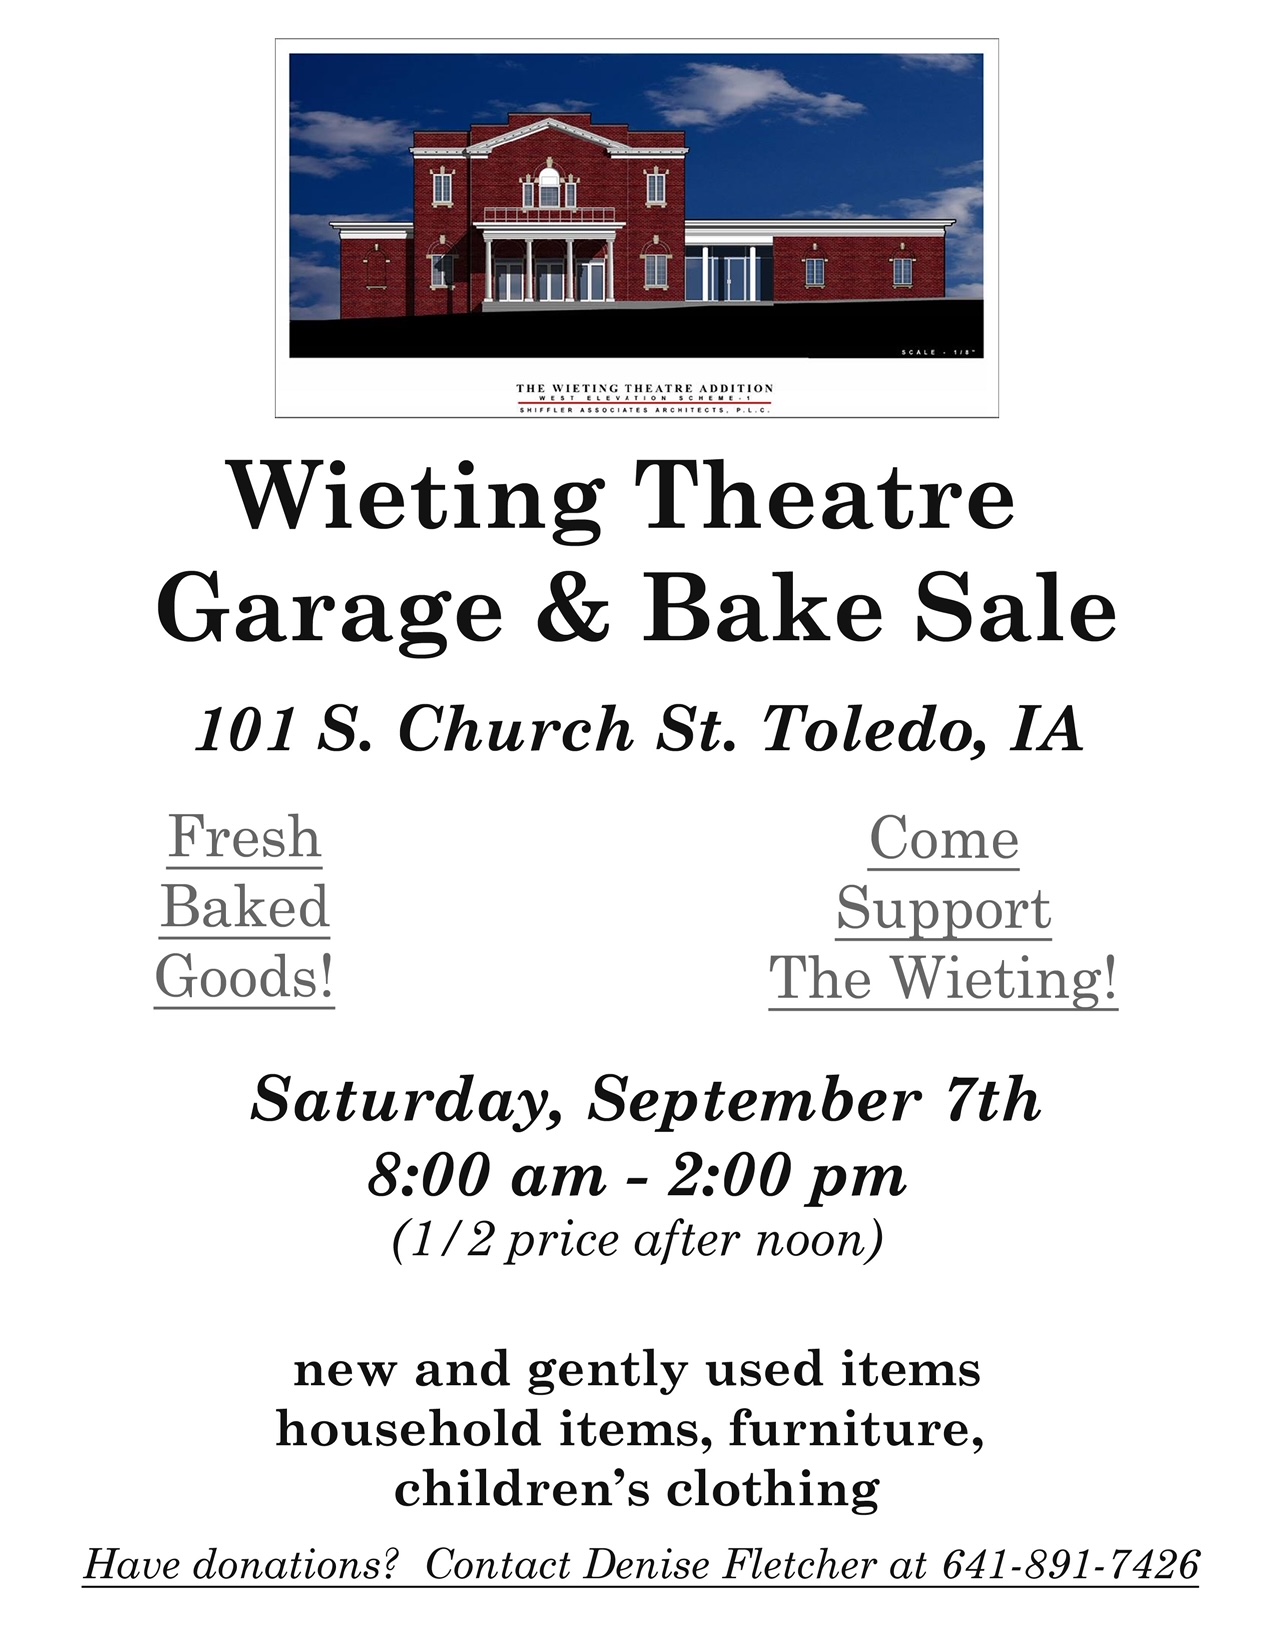 SCALE - 1/8"
THE WIETING THEATRE ADDITION
WEST ELEVATION SCHEME-1
SHIFFLER ASSOCIATES ARCHITECTS, P.L.C.
Wieting Theatre
Garage & Bake Sale
101 S. Church St. Toledo, IA
Fresh
Baked
Goods!
Come
Support
The Wieting!
Saturday, September 7th
8:00 am - 2:00 pm
(1/2 price after noon)
new and gently used items
household items, furniture,
children’s clothing
Have donations? Contact Denise Fletcher at 641-891-7426